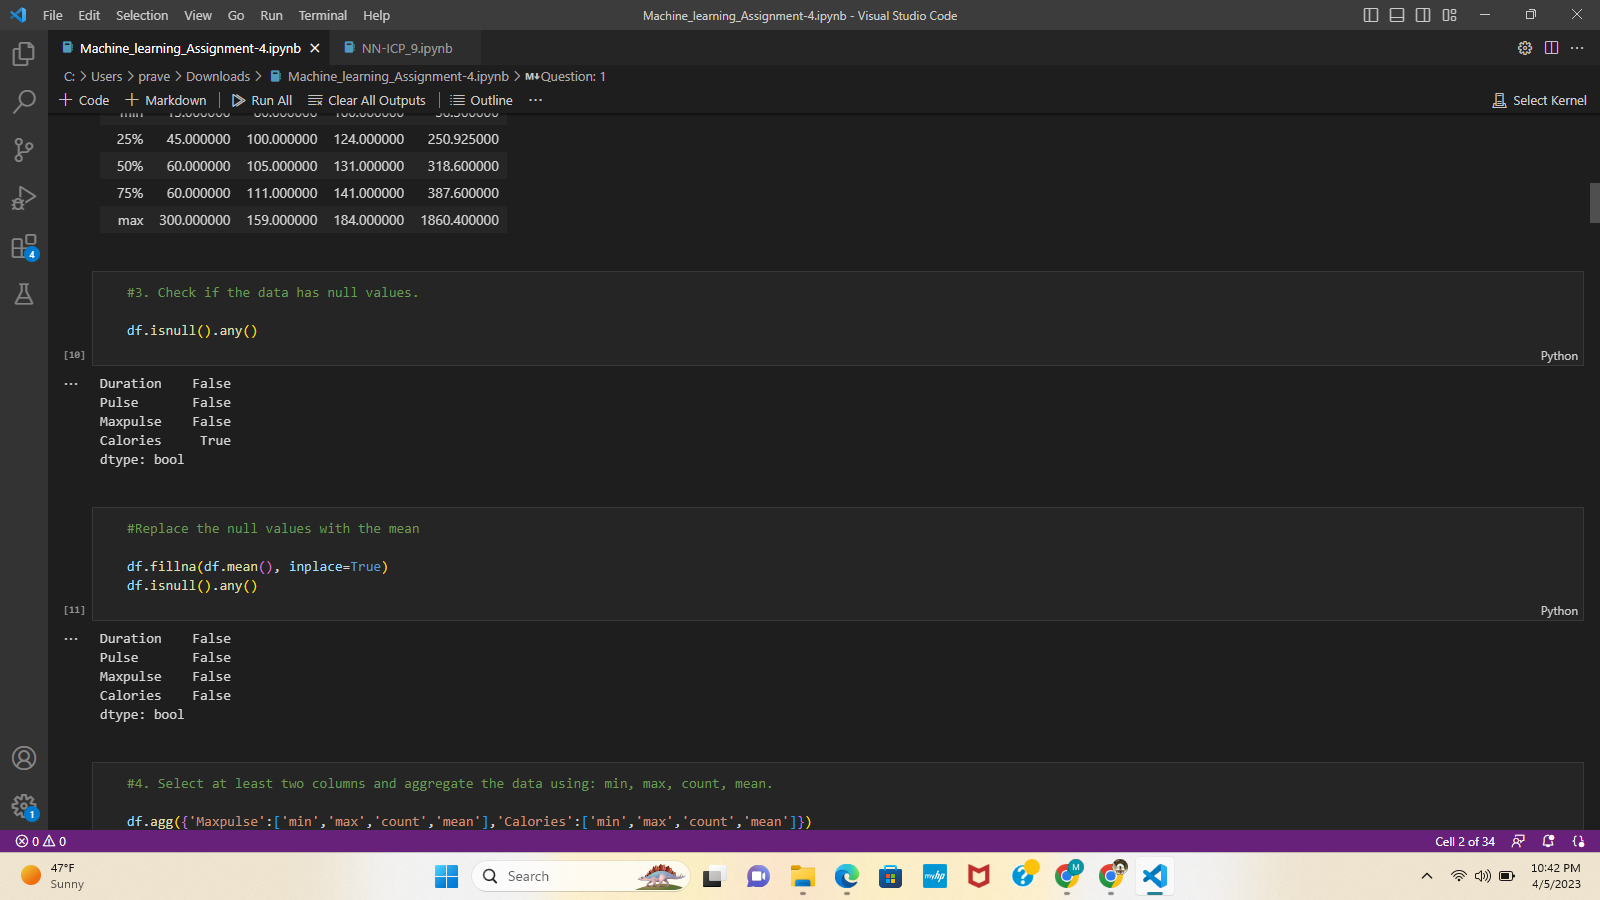 File Edit Selection View Go Run Terminal Help
Machine_learning_Assignment-4.ipynb - Visual Studio Code
Machine_learning_Assignment-4.ipynb
NN-ICP_9.ipynb
C: > Users > prave > Downloads > Machine_learning_Assignment-4.ipynb > M↓Question: 1
+ Code + Markdown Run All Clear All Outputs Outline ...
Select Kernel
25% 45.000000 100.000000 124.000000 250.925000
50% 60.000000 105.000000 131.000000 318.600000
75% 60.000000 111.000000 141.000000 387.600000
max 300.000000 159.000000 184.000000 1860.400000
#3. Check if the data has null values.
df.isnull().any()
[10]
Python
Duration False
Pulse False
Maxpulse False
Calories True
dtype: bool
#Replace the null values with the mean
df.fillna(df.mean(), inplace=True)
df.isnull().any()
[11]
Python
Duration False
Pulse False
Maxpulse False
Calories False
dtype: bool
#4. Select at least two columns and aggregate the data using: min, max, count, mean.
df.agg({'Maxpulse':['min','max','count','mean'],'Calories':['min','max','count','mean']})
4
1
0 0
Cell 2 of 34
47°F
Sunny
Search
myhp
M
10:42 PM
4/5/2023